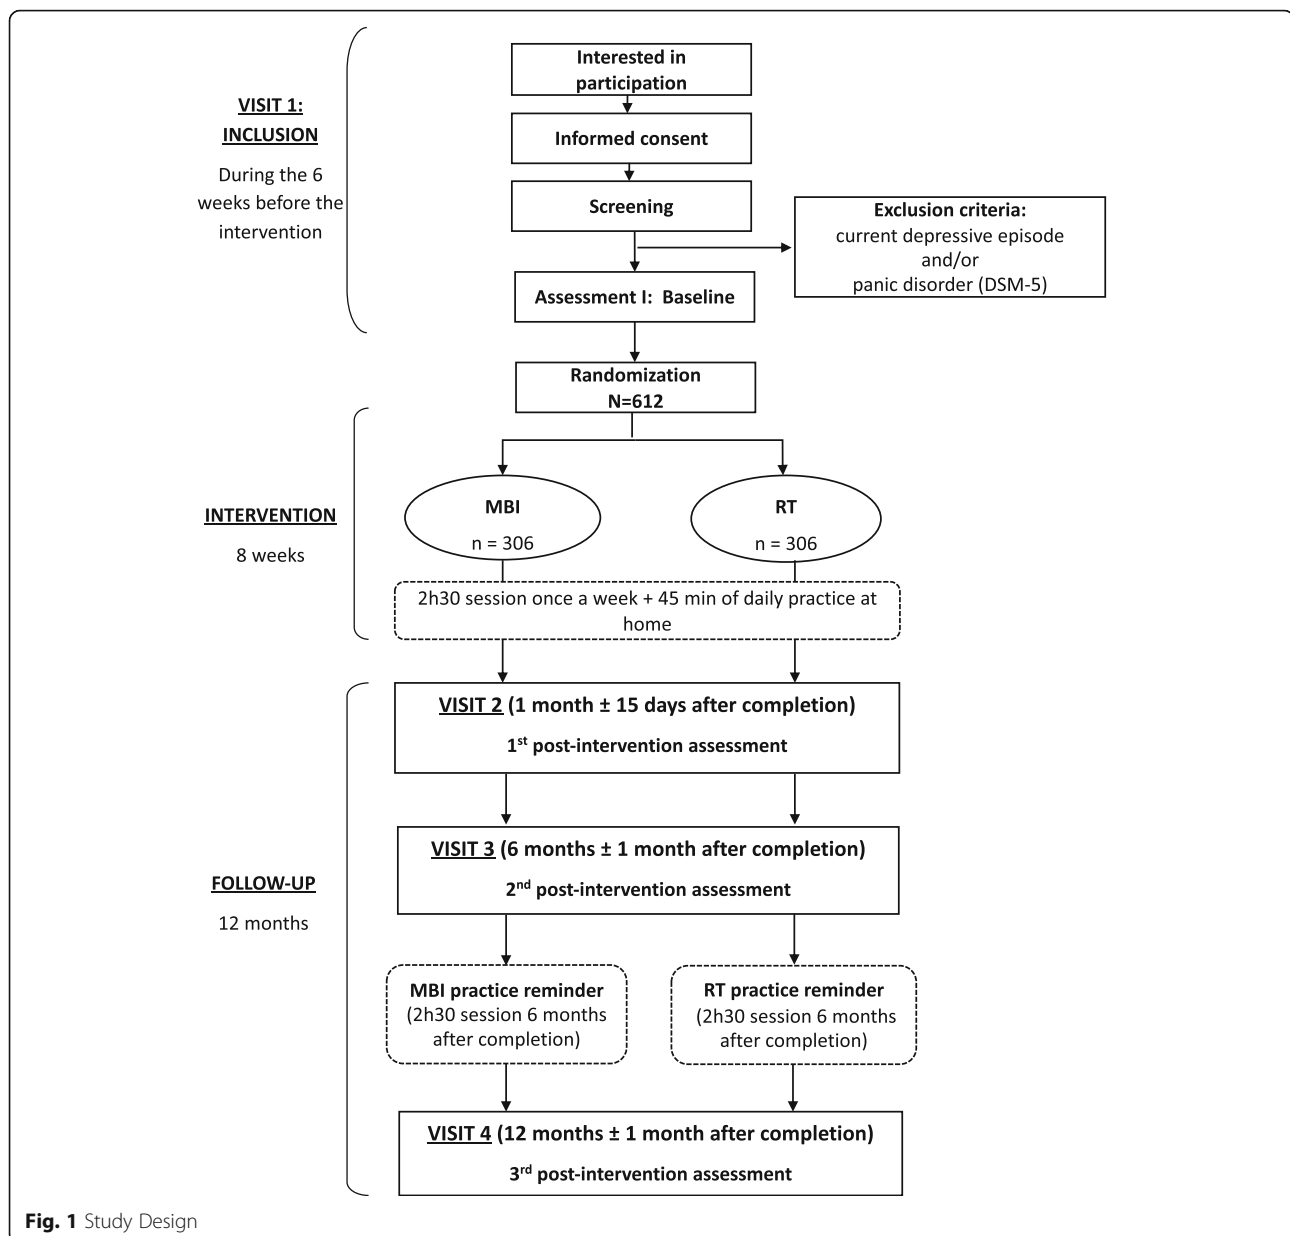 Interested in
participation
VISIT 1:
INCLUSION
During the 6
weeks before the
intervention
Informed consent
Screening
Exclusion criteria:
current depressive episode
and/or
panic disorder (DSM-5)
Assessment I: Baseline
Randomization
N=612
INTERVENTION
8 weeks
MBI
n = 306
RT
n = 306
2h30 session once a week + 45 min of daily practice at
home
VISIT 2 (1 month ± 15 days after completion)
1st post-intervention assessment
VISIT 3 (6 months ± 1 month after completion)
2nd post-intervention assessment
FOLLOW-UP
12 months
MBI practice reminder
(2h30 session 6 months
after completion)
RT practice reminder
(2h30 session 6 months
after completion)
VISIT 4 (12 months ± 1 month after completion)
3rd post-intervention assessment
Fig. 1 Study Design